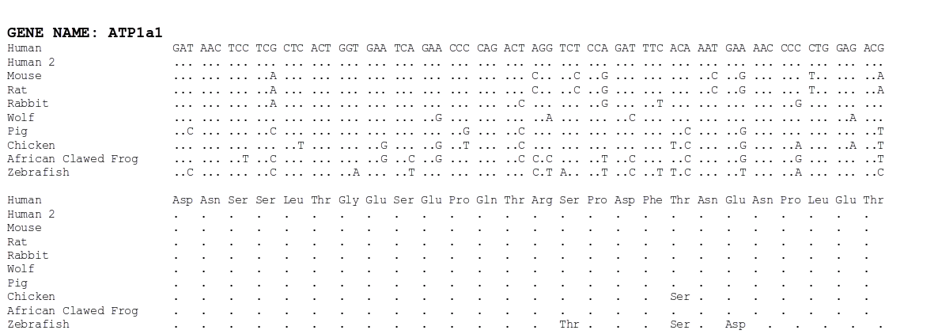 GENE NAME: ATP1a1
Human GAT AAC TCC TCG CTC ACT GGT GAA TCA GAA CCC CAG ACT AGG TCT CCA GAT TTC ACA AAT GAA AAC CCC CTG GAG ACG
Human 2 ... ... ... ... ... ... ... ... ... ... ... ... ... ... ... ... ... ... ... ... ... ... ... ... ... ...
Mouse ... ... ... ..A ... ... ... ... ... ... ... ... ... C.. ..C ..G ... ... ... ..C ..G ... ... T.. ... ..A
Rat ... ... ... ..A ... ... ... ... ... ... ... ... ... C.. ..C ..G ... ... ... ..C ..G ... ... T.. ... ..A
Rabbit ... ... ... ..A ... ... ... ... ... ... ... ... ..C ... ... ..G ... ..T ... ... ... ... ..G ... ... ...
Wolf ... ... ... ... ... ... ... ... ... ..G ... ... ... ..A ... ... ..C ... ... ... ... ... ... ... ..A ...
Pig ..C ... ... ..C ... ... ... ... ... ... ..G ... ..C ... ... ... ... ... ..C ... ..G ... ... ... ... ..T
Chicken ... ... ... ... ..T ... ... ..G ... ..G ..T ... ..C ... ... ... ... ... T.C ... ..G ... ..A ... ..A ..T
African Clawed Frog ... ... ..T ..C ... ... ... ..G ..C ..G ... ... ..C C.C ... ..T ..C ... ..C ... ..G ... ..G ... ... ..T
Zebrafish ..C ... ... ..C ... ... ..A ... ..T ... ... ... ... C.T A.. ..T ..C ..T T.C ... ..C ... ..A ... ... ..C
Human Asp Asn Ser Ser Leu Thr Gly Glu Ser Glu Pro Gln Thr Arg Ser Pro Asp Phe Thr Asn Glu Asn Pro Leu Glu Thr
Human 2 . . . . . . . . . . . . . . . . . . . . . . . . . .
Mouse . . . . . . . . . . . . . . . . . . . . . . . . . .
Rat . . . . . . . . . . . . . . . . . . . . . . . . . .
Rabbit . . . . . . . . . . . . . . . . . . . . . . . . . .
Wolf . . . . . . . . . . . . . . . . . . . . . . . . . .
Pig . . . . . . . . . . . . . . . . . . . . . . . . . .
Chicken . . . . . . . . . . . . . . . . . . Ser . . . . . . .
African Clawed Frog . . . . . . . . . . . . . . . . . . . . . . . . . .
Zebrafish . . . . . . . . . . . . . . Thr . . . Ser . Asp . . . . .